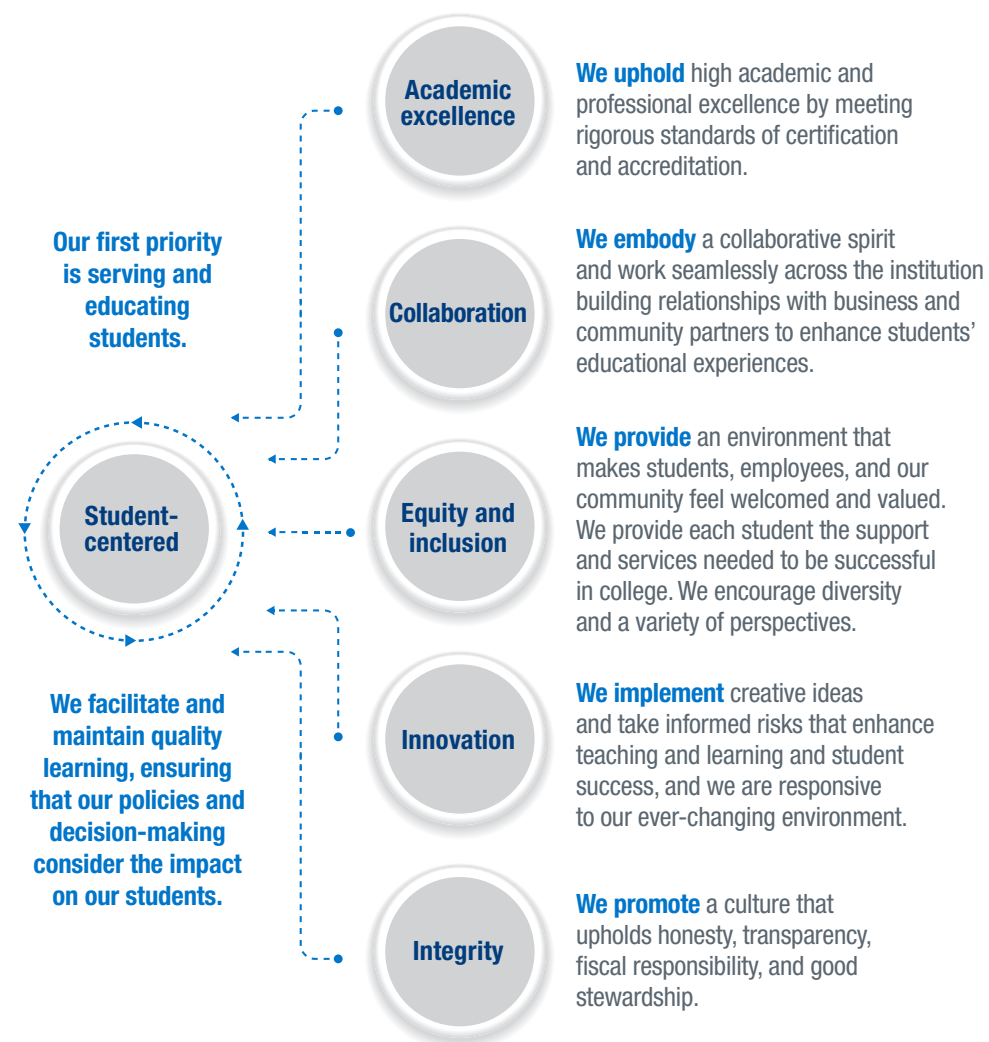 Our first priority
is serving and
educating
students.
Student-
centered
We facilitate and
maintain quality
learning, ensuring
that our policies and
decision-making
consider the impact
on our students.
Academic
excellence
We uphold high academic and
professional excellence by meeting
rigorous standards of certification
and accreditation.
Collaboration
We embody a collaborative spirit
and work seamlessly across the institution
building relationships with business and
community partners to enhance students’
educational experiences.
Equity and
inclusion
We provide an environment that
makes students, employees, and our
community feel welcomed and valued.
We provide each student the support
and services needed to be successful
in college. We encourage diversity
and a variety of perspectives.
Innovation
We implement creative ideas
and take informed risks that enhance
teaching and learning and student
success, and we are responsive
to our ever-changing environment.
Integrity
We promote a culture that
upholds honesty, transparency,
fiscal responsibility, and good
stewardship.